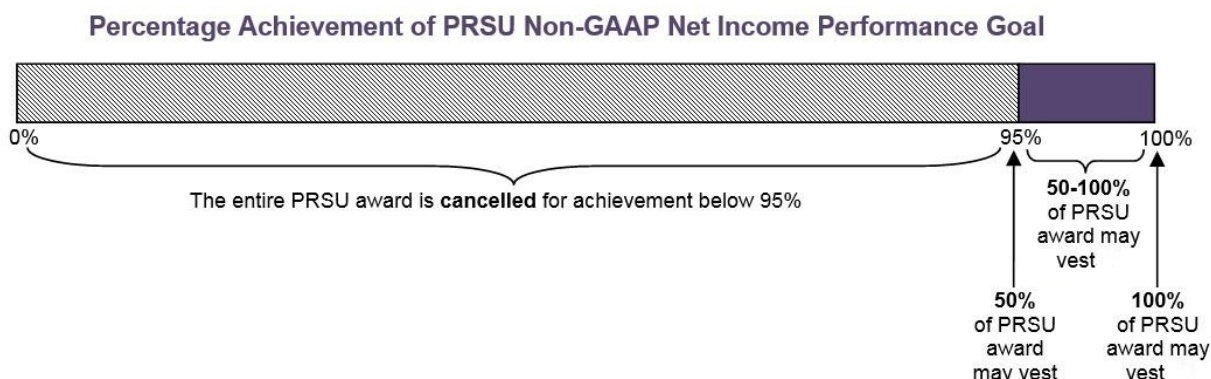 Percentage Achievement of PRSU Non-GAAP Net Income Performance Goal
0%
95%
100%
The entire PRSU award is cancelled for achievement below 95%
50-100%
of PRSU
award may
vest
50%
of PRSU
award
may vest
100%
of PRSU
award may
vest